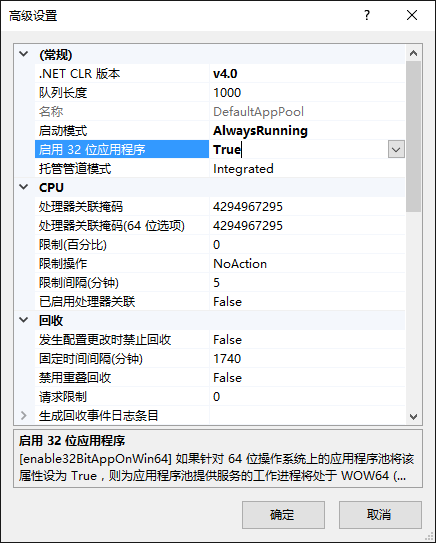 高级设置
(常规)
.NET CLR 版本 v4.0
队列长度 1000
名称 DefaultAppPool
启动模式 AlwaysRunning
启用 32 位应用程序 True
托管管道模式 Integrated
CPU
处理器关联掩码 4294967295
处理器关联掩码(64 位选项) 4294967295
限制(百分比) 0
限制操作 NoAction
限制间隔(分钟) 5
已启用处理器关联 False
回收
发生配置更改时禁止回收 False
固定时间间隔(分钟) 1740
禁用重叠回收 False
请求限制 0
生成回收事件日志条目
启用 32 位应用程序
[enable32BitAppOnWin64] 如果针对 64 位操作系统上的应用程序池将该
属性设为 True，则为应用程序池提供服务的工作进程将处于 WOW64 (...
确定 取消